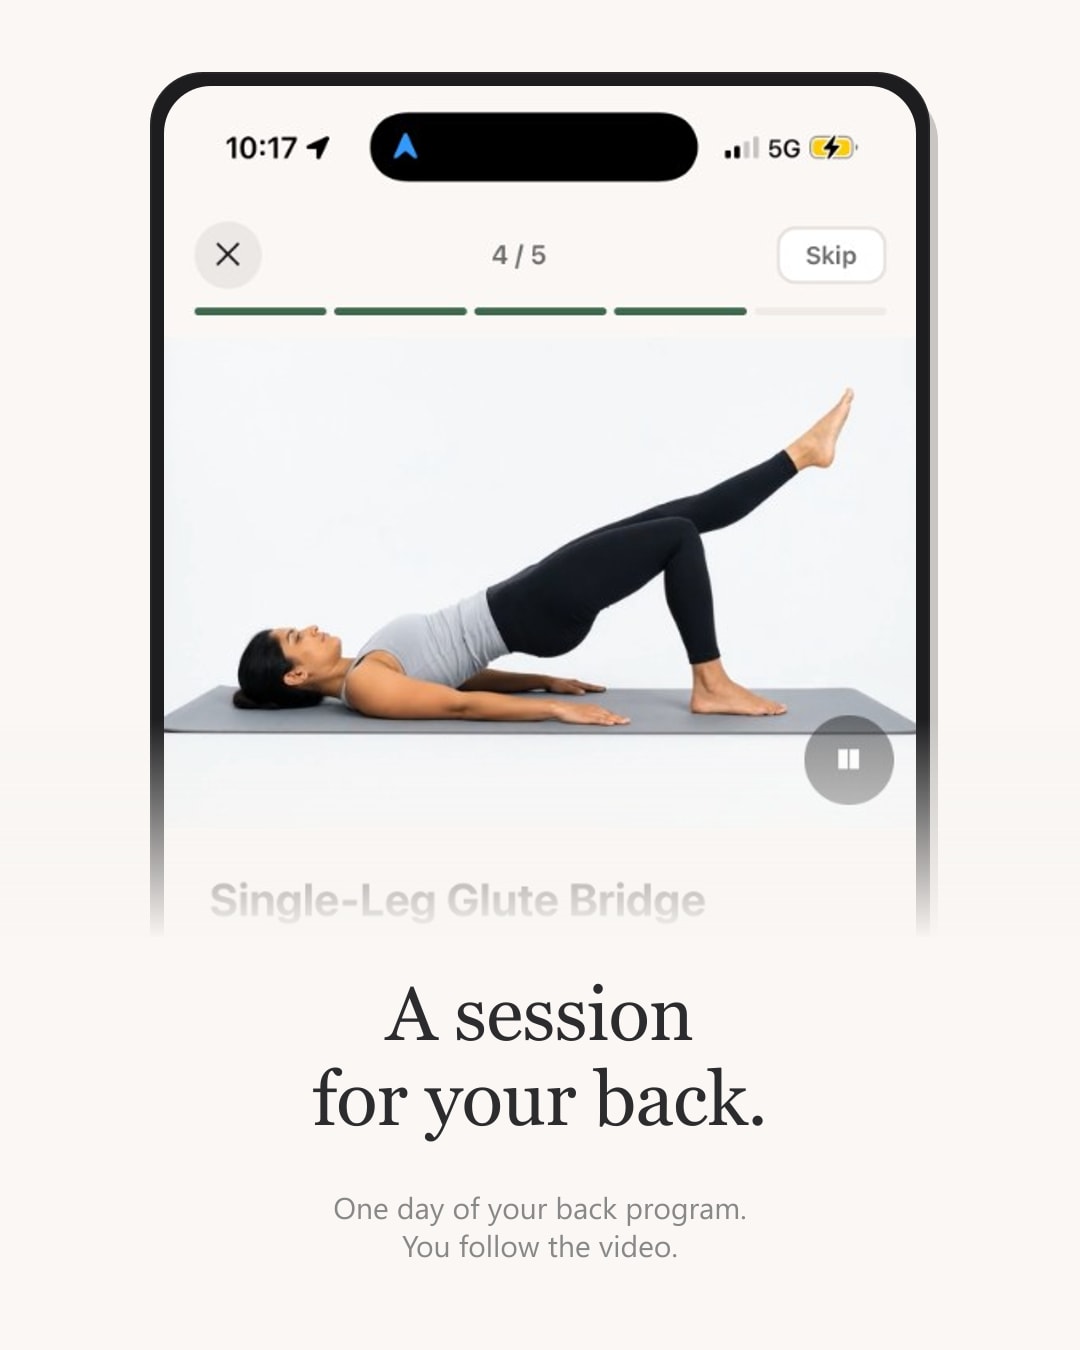 10:17 5G
4 / 5 Skip
Single-Leg Glute Bridge
A session
for your back.
One day of your back program.
You follow the video.